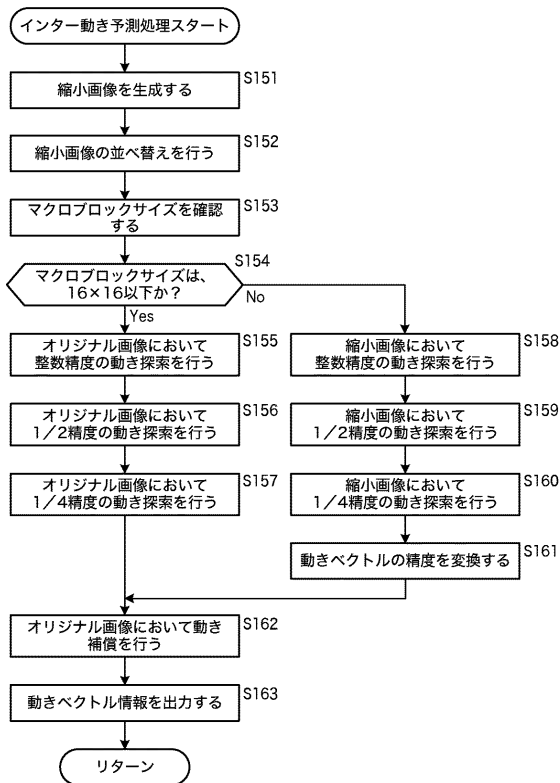 インター動き予測処理スタート
縮小画像を生成する
S151
縮小画像の並べ替えを行う
S152
マクロブロックサイズを確認
する
S153
マクロブロックサイズは、
16×16以下か？
S154
No
Yes
オリジナル画像において
整数精度の動き探索を行う
S155
縮小画像において
整数精度の動き探索を行う
S158
オリジナル画像において
1／2精度の動き探索を行う
S156
縮小画像において
1／2精度の動き探索を行う
S159
オリジナル画像において
1／4精度の動き探索を行う
S157
縮小画像において
1／4精度の動き探索を行う
S160
動きベクトルの精度を変換する
S161
オリジナル画像において動き
補償を行う
S162
動きベクトル情報を出力する
S163
リターン